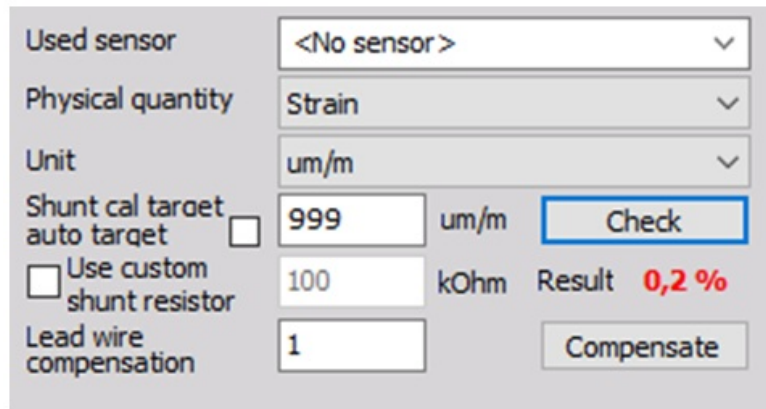 Used sensor <No sensor>
Physical quantity Strain
Unit um/m
Shunt cal target
auto target 999 um/m Check
Use custom
shunt resistor 100 kOhm Result 0,2 %
Lead wire
compensation 1 Compensate